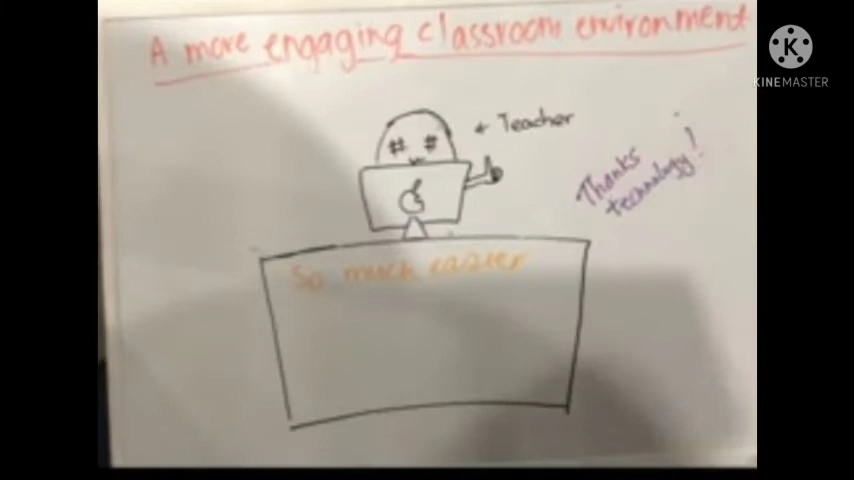 A more engaging classroom environment
K
KINEMASTER
# #
← Teacher
Thanks
technology!
So much easier